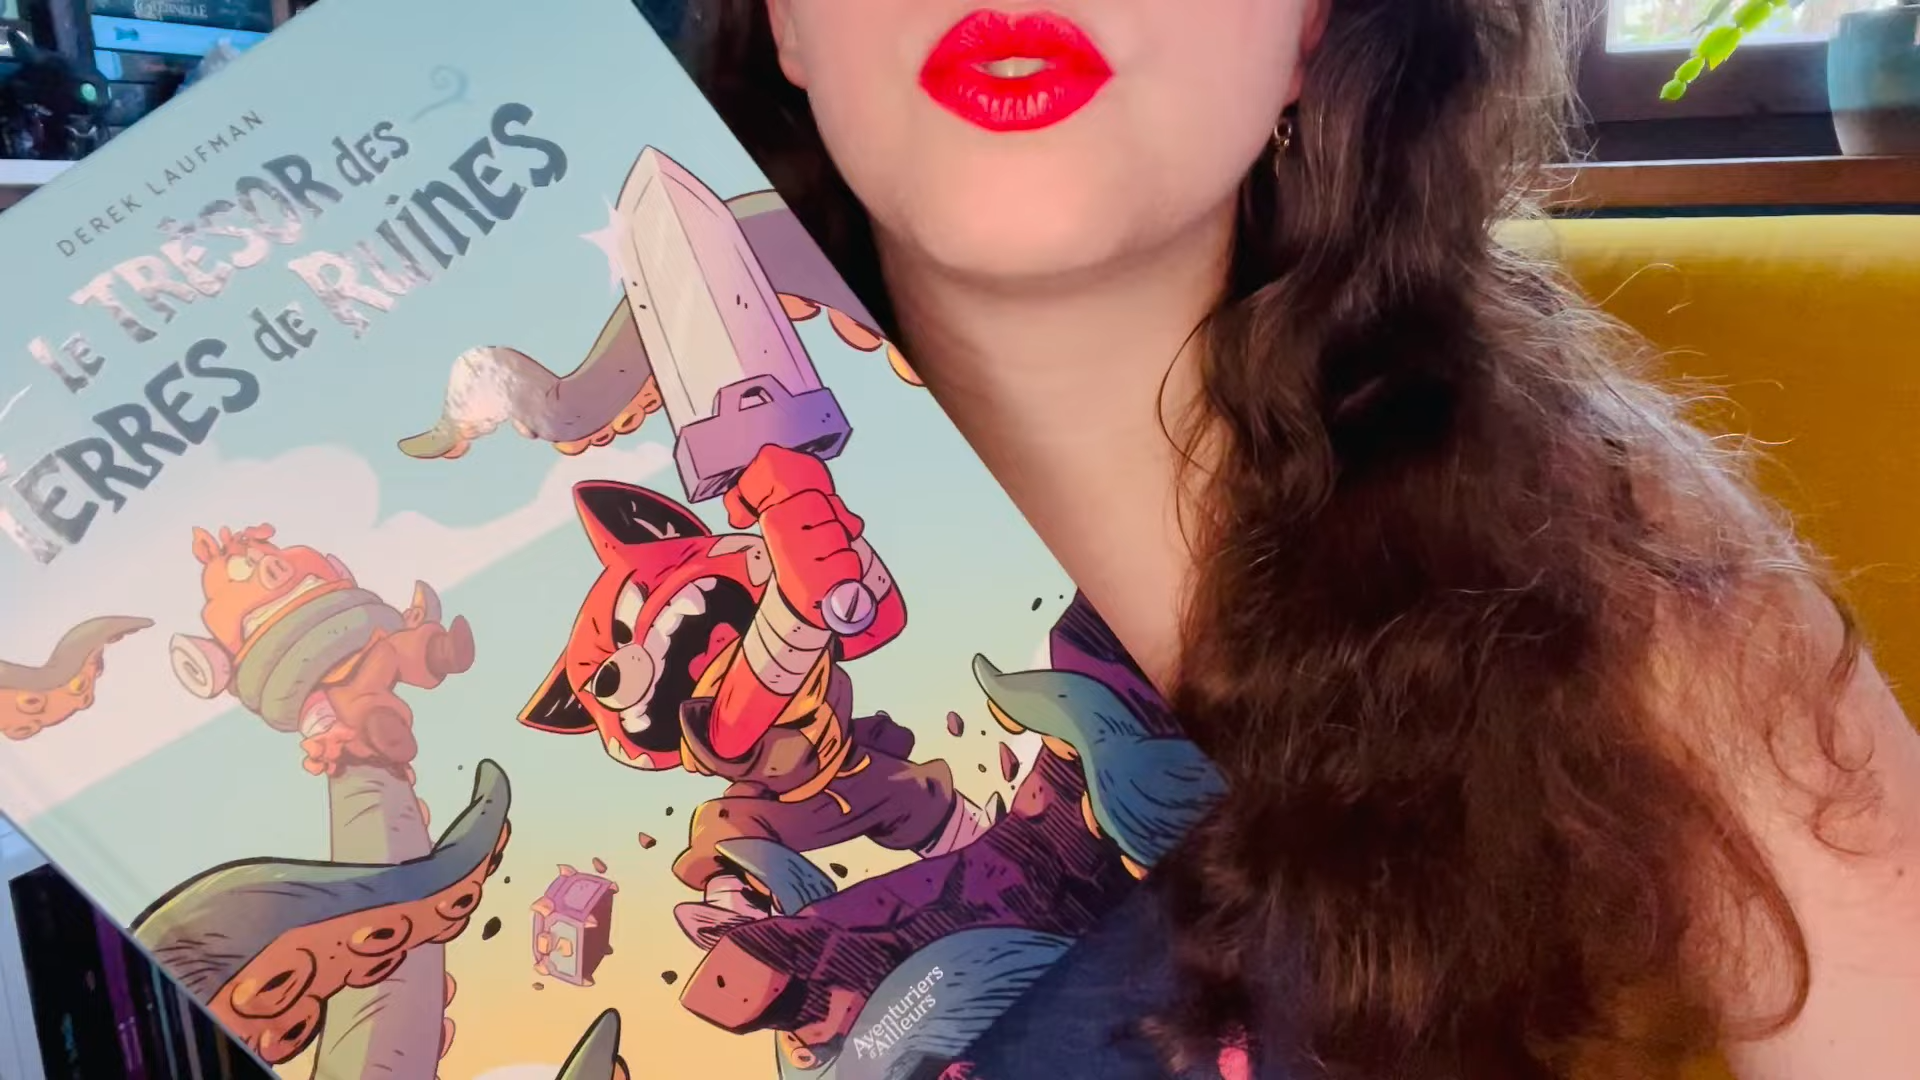 DEREK LAUFMAN
Le TRÉSOR des
TERRES de RUINES
Aventuriers
d'Ailleurs